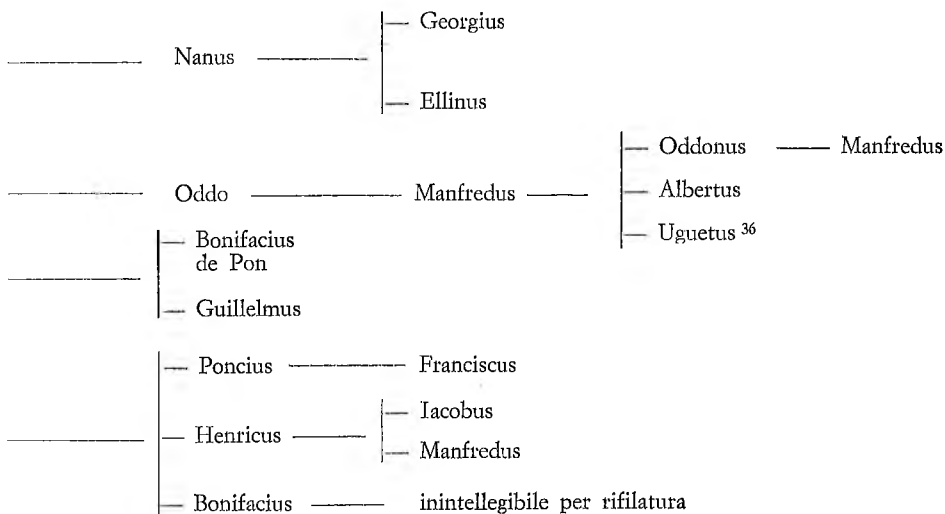 Georgius
Nanus
Ellinus
Oddonus Manfredus
Oddo Manfredus Albertus
Uguetus 36
Bonifacius
de Pon
Guillelmus
Poncius Franciscus
Iacobus
Henricus
Manfredus
Bonifacius inintellegibile per rifilatura